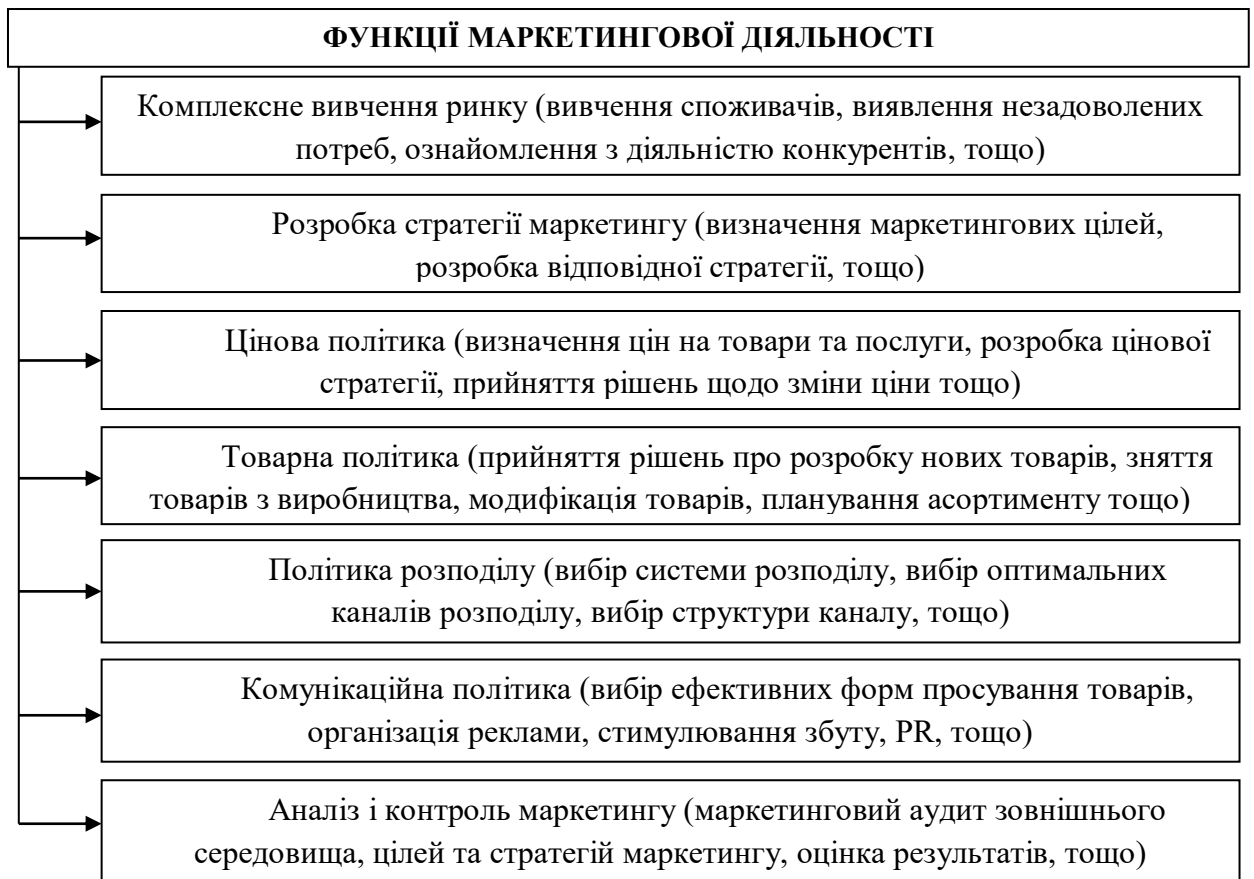 ФУНКЦІЇ МАРКЕТИНГОВОЇ ДІЯЛЬНОСТІ
Комплексне вивчення ринку (вивчення споживачів, виявлення незадоволених
потреб, ознайомлення з діяльністю конкурентів, тощо)
Розробка стратегії маркетингу (визначення маркетингових цілей,
розробка відповідної стратегії, тощо)
Цінова політика (визначення цін на товари та послуги, розробка цінової
стратегії, прийняття рішень щодо зміни ціни тощо)
Товарна політика (прийняття рішень про розробку нових товарів, зняття
товарів з виробництва, модифікація товарів, планування асортименту тощо)
Політика розподілу (вибір системи розподілу, вибір оптимальних
каналів розподілу, вибір структури каналу, тощо)
Комунікаційна політика (вибір ефективних форм просування товарів,
організація реклами, стимулювання збуту, PR, тощо)
Аналіз і контроль маркетингу (маркетинговий аудит зовнішнього
середовища, цілей та стратегій маркетингу, оцінка результатів, тощо)